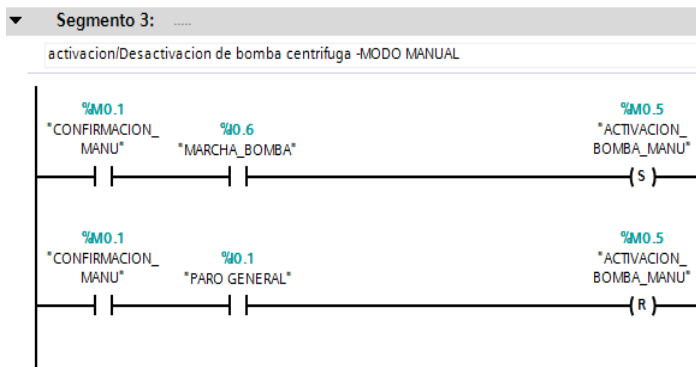 Segmento 3: .....
activacion/Desactivacion de bomba centrifuga -MODO MANUAL
%M0.1
"CONFIRMACION_
MANU"
%I0.6
"MARCHA_BOMBA"
%M0.5
"ACTIVACION_
BOMBA_MANU"
S
%M0.1
"CONFIRMACION_
MANU"
%I0.1
"PARO GENERAL"
%M0.5
"ACTIVACION_
BOMBA_MANU"
R